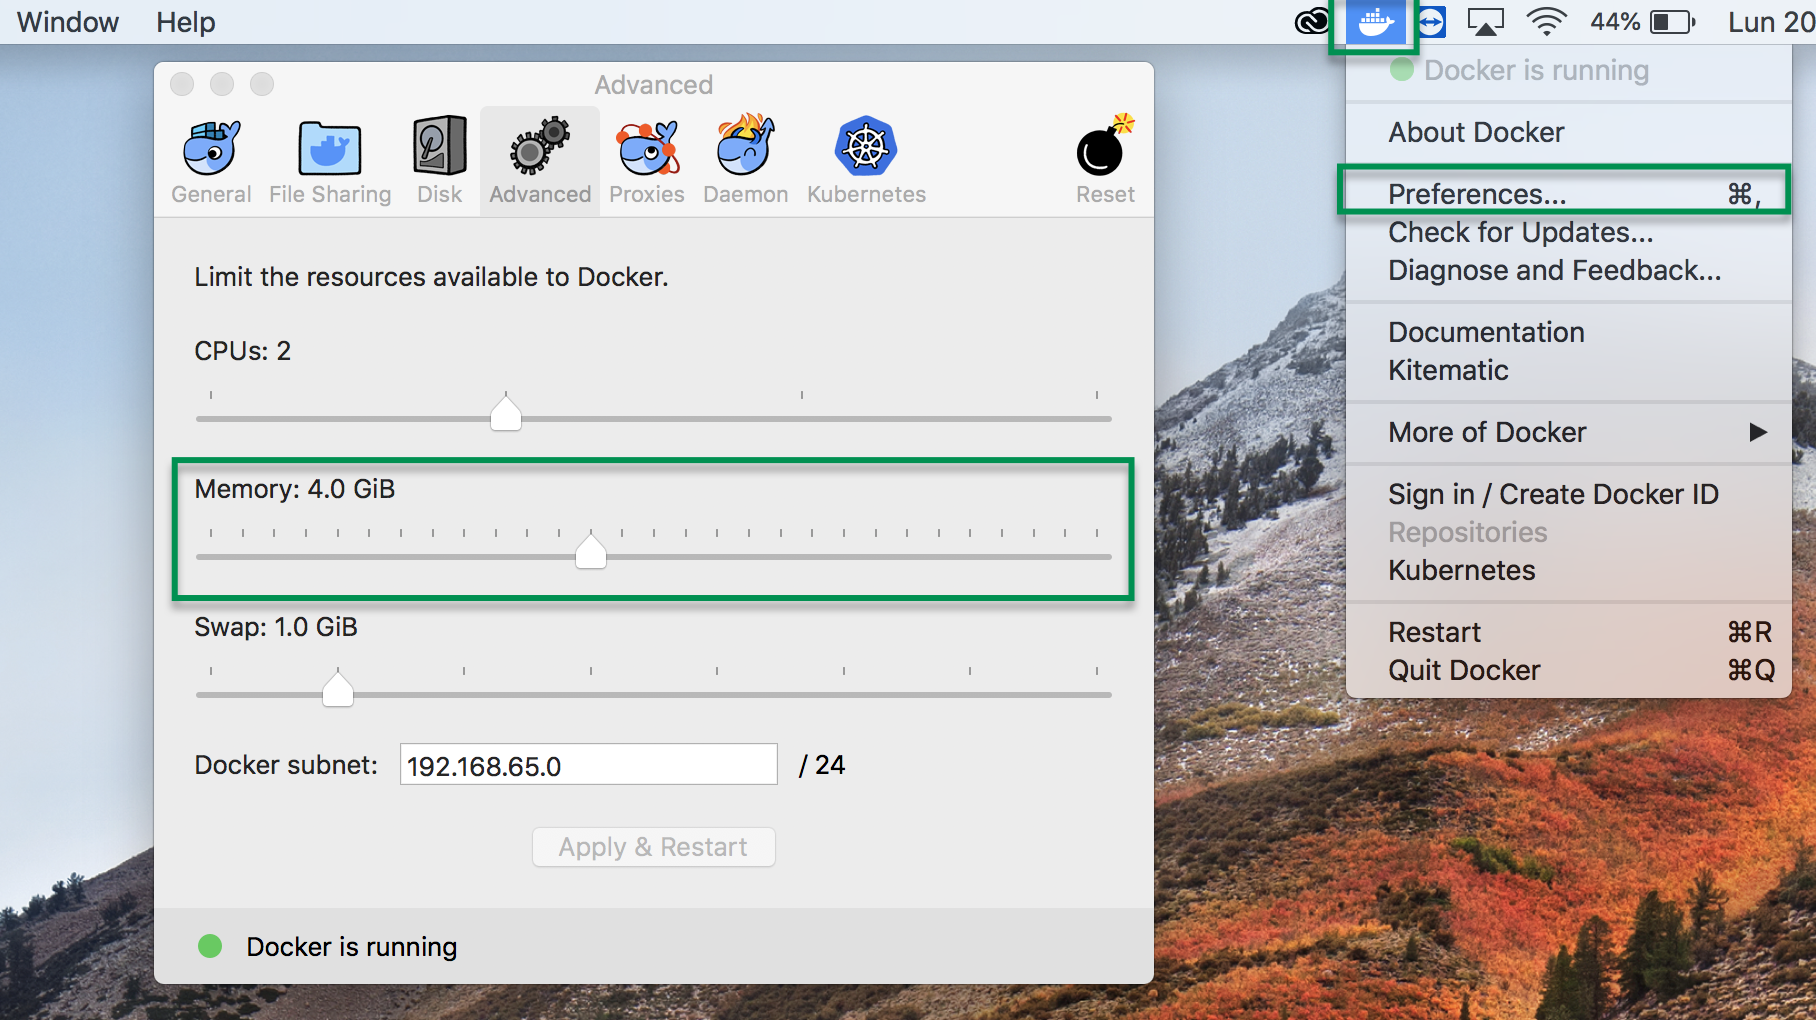 Window Help 44% Lun 20
Advanced
General File Sharing Disk Advanced Proxies Daemon Kubernetes Reset
Limit the resources available to Docker.
CPUs: 2
Memory: 4.0 GiB
Swap: 1.0 GiB
Docker subnet: 192.168.65.0 / 24
Apply & Restart
Docker is running
Docker is running
About Docker
Preferences... ⌘,
Check for Updates...
Diagnose and Feedback...
Documentation
Kitematic
More of Docker
Sign in / Create Docker ID
Repositories
Kubernetes
Restart ⌘R
Quit Docker ⌘Q